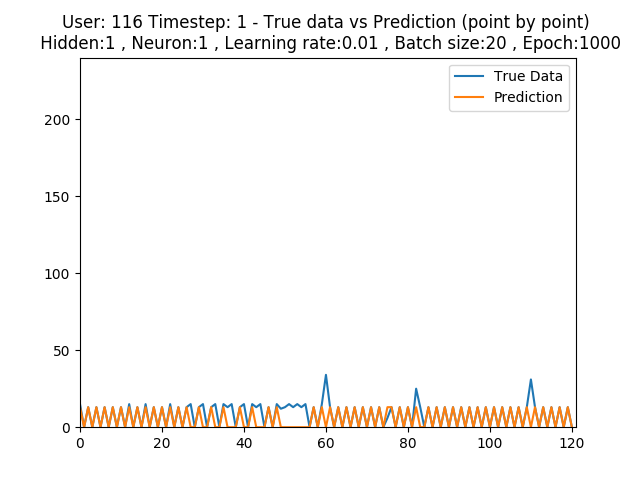 User: 116 Timestep: 1 - True data vs Prediction (point by point)
Hidden:1 , Neuron:1 , Learning rate:0.01 , Batch size:20 , Epoch:1000
True Data
Prediction
200
150
100
50
0
0 20 40 60 80 100 120